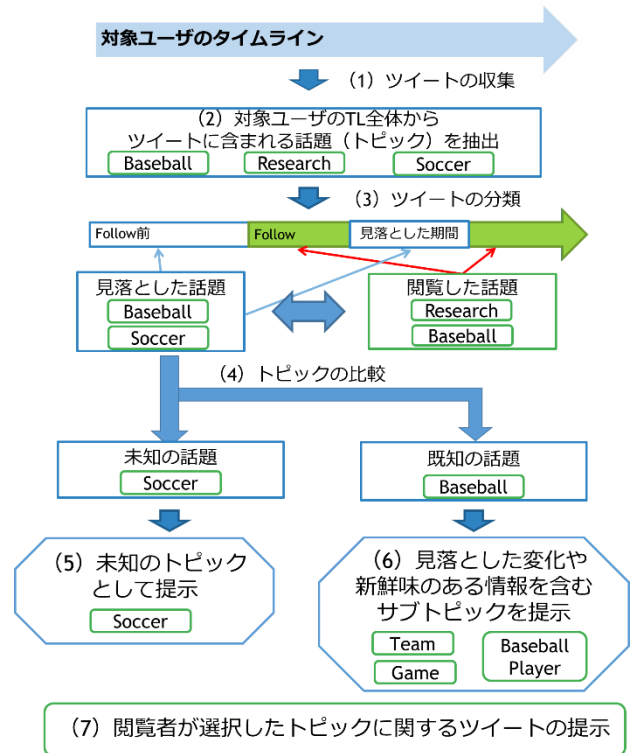 対象ユーザのタイムライン
（1）ツイートの収集
（2）対象ユーザのTL全体から
ツイートに含まれる話題（トピック）を抽出
Baseball Research Soccer
（3）ツイートの分類
Follow前 Follow 見落とした期間
見落とした話題
Baseball
Soccer
閲覧した話題
Research
Baseball
（4）トピックの比較
未知の話題
Soccer
既知の話題
Baseball
（5）未知のトピック
として提示
Soccer
（6）見落とした変化や
新鮮味のある情報を含む
サブトピックを提示
Team
Game
Baseball
Player
（7）閲覧者が選択したトピックに関するツイートの提示